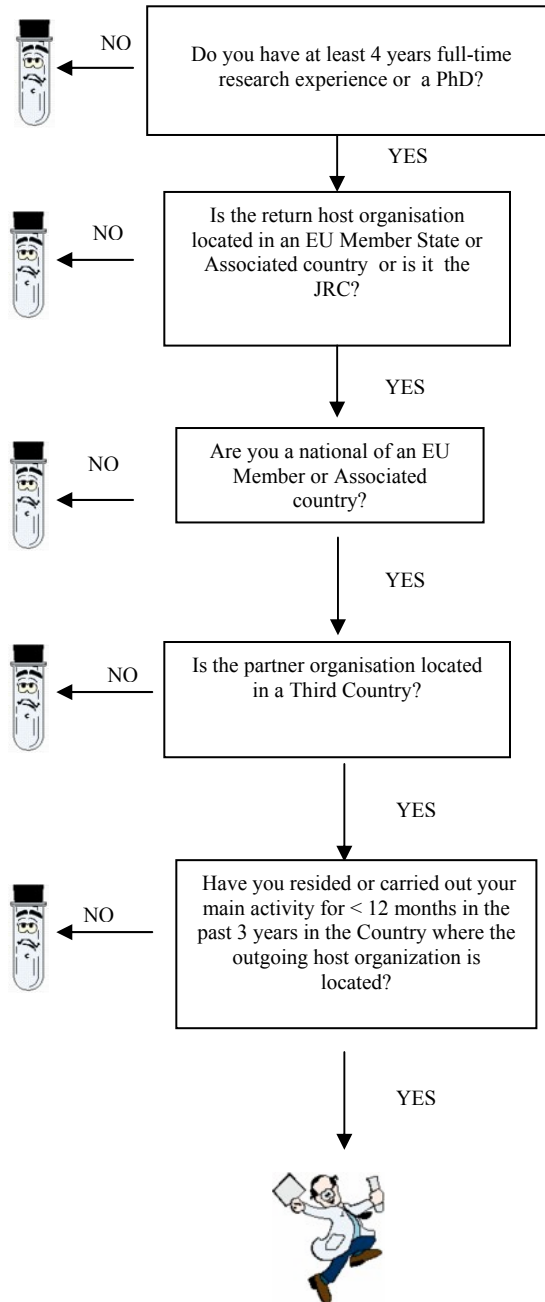 NO
Do you have at least 4 years full-time
research experience or a PhD?
YES
NO
Is the return host organisation
located in an EU Member State or
Associated country or is it the
JRC?
YES
NO
Are you a national of an EU
Member or Associated
country?
YES
NO
Is the partner organisation located
in a Third Country?
YES
NO
Have you resided or carried out your
main activity for < 12 months in the
past 3 years in the Country where the
outgoing host organization is
located?
YES